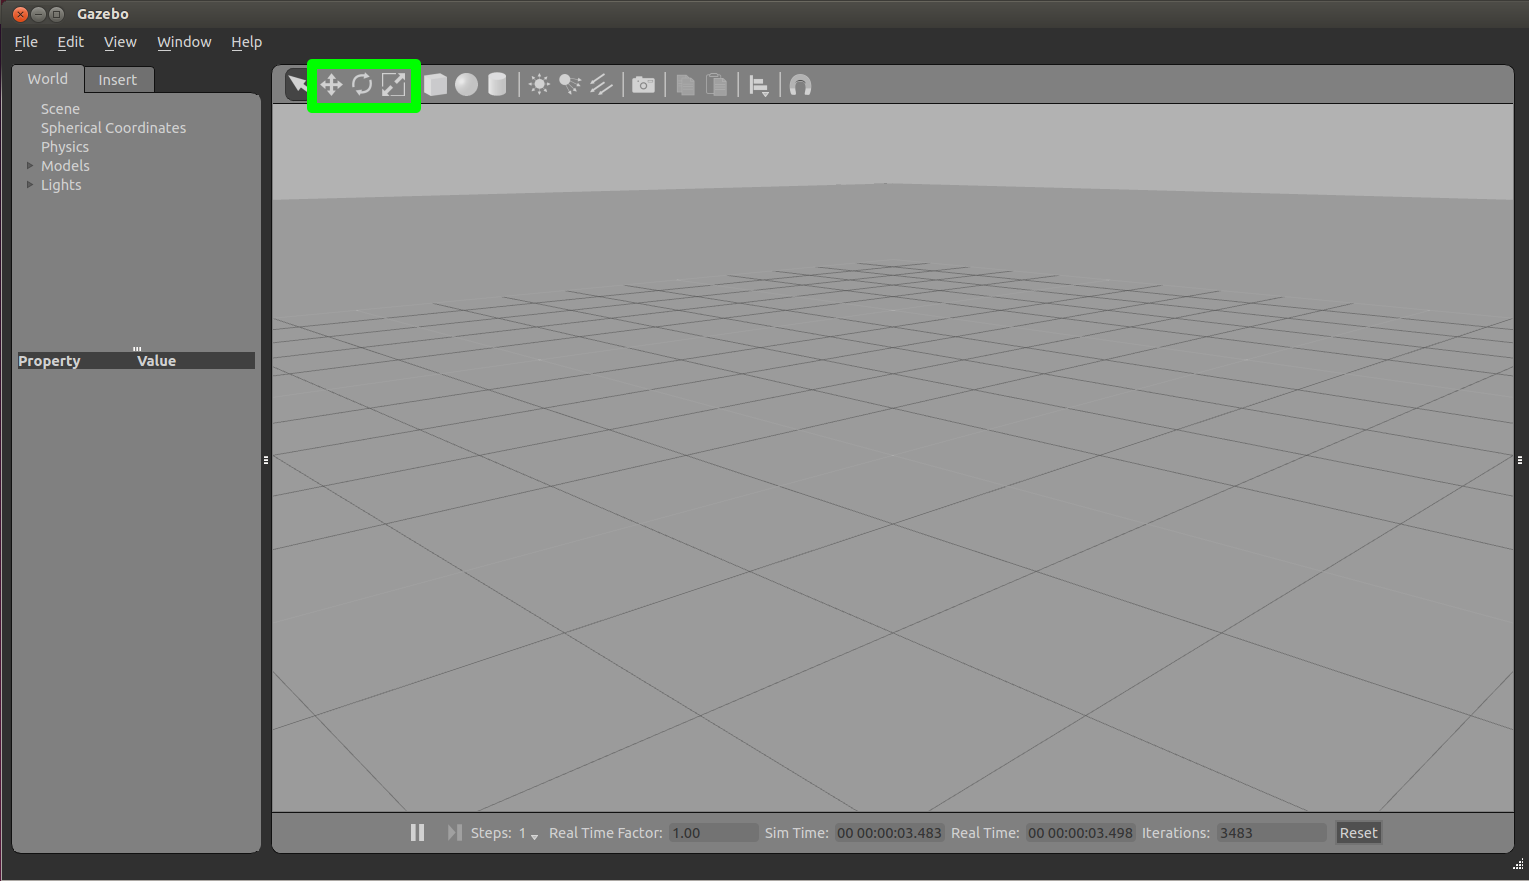 Gazebo
File Edit View Window Help
World Insert
Scene
Spherical Coordinates
Physics
Models
Lights
Property Value
Steps: 1 Real Time Factor: 1.00 Sim Time: 00 00:00:03.483 Real Time: 00 00:00:03.498 Iterations: 3483 Reset